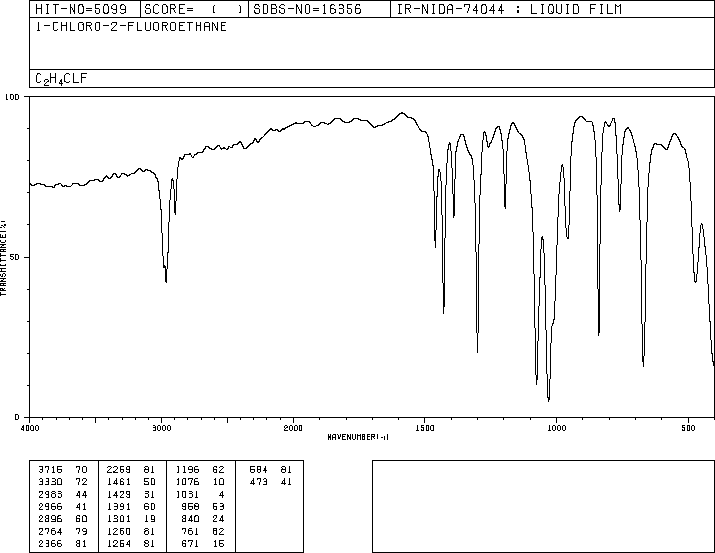 HIT-NO=5099 SCORE= ( ) SDBS-NO=16356 IR-NIDA-74044 : LIQUID FILM
1-CHLORO-2-FLUOROETHANE
C2H4CLF
100
50
0
TRANSMITTANCE(%)
4000 3000 2000 1500 1000 500
WAVENUMBER(-1)
3715 70 2259 81 1196 62 584 81
3330 72 1461 50 1076 10 473 41
2983 44 1429 31 1031 4
2966 41 1391 60 968 53
2896 60 1301 19 840 24
2764 79 1260 81 761 62
2366 81 1254 81 671 15